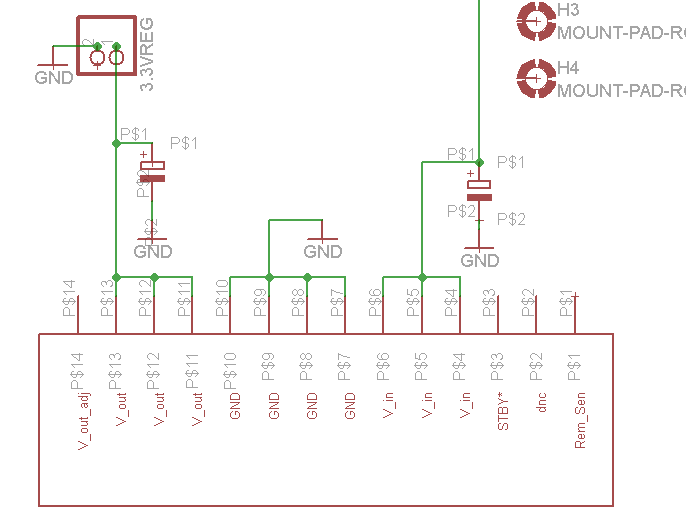 H3
MOUNT-PAD-R
H4
MOUNT-PAD-R
2
1
GND
3.3VREG
P$1
P$1
+
P$2
P$2
GND
GND
P$1
P$1
+
P$2
P$2
GND
P$14
P$13
P$12
P$11
P$10
P$9
P$8
P$7
P$6
P$5
P$4
P$3
P$2
P$1
P$14
P$13
P$12
P$11
P$10
P$9
P$8
P$7
P$6
P$5
P$4
P$3
P$2
P$1
V_out_adj
V_out
V_out
V_out
GND
GND
GND
GND
V_in
V_in
V_in
STBY*
dnc
Rem_Sen